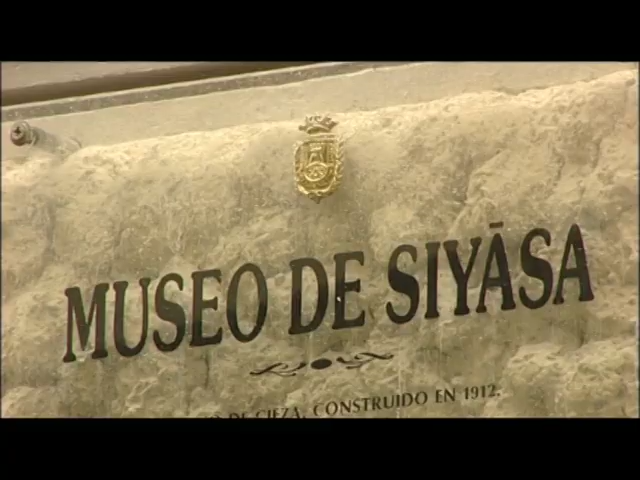 MUSEO DE SIYĀSA
DE CIEZA, CONSTRUIDO EN 1912.